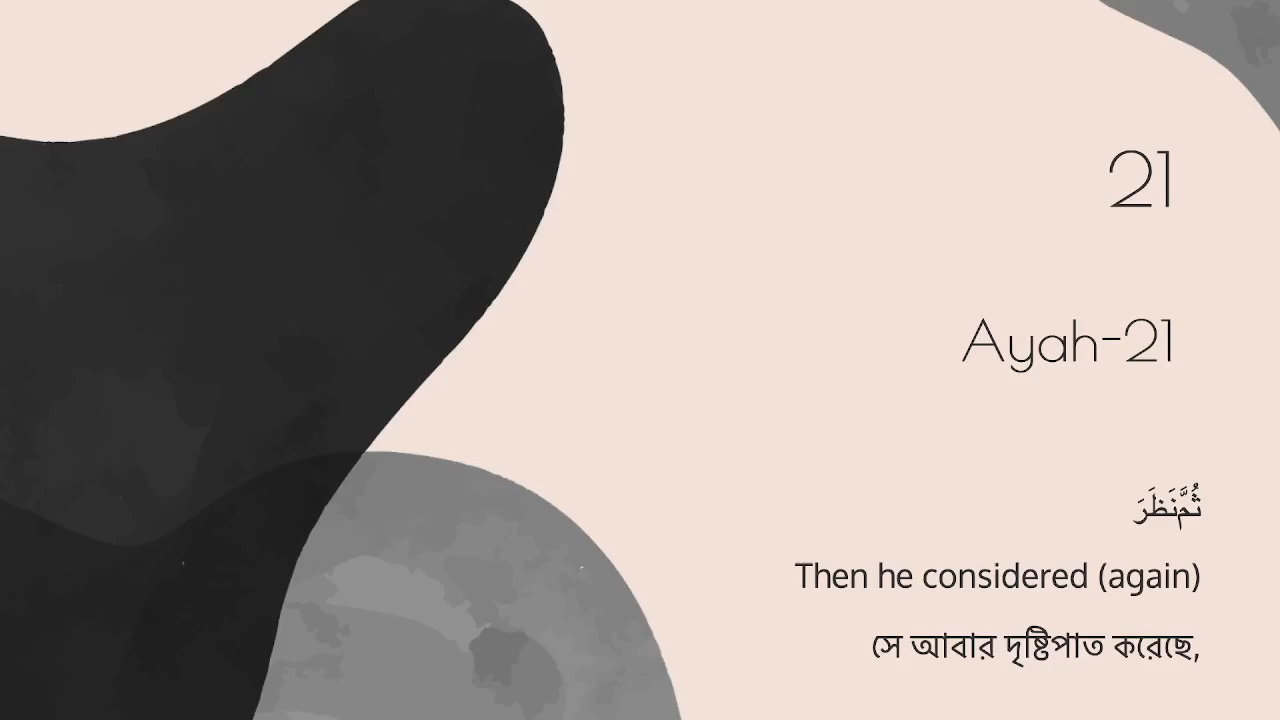 21
Ayah-21
ثُمَّ نَظَرَ
Then he considered (again)
সে আবার দৃষ্টিপাত করেছে,